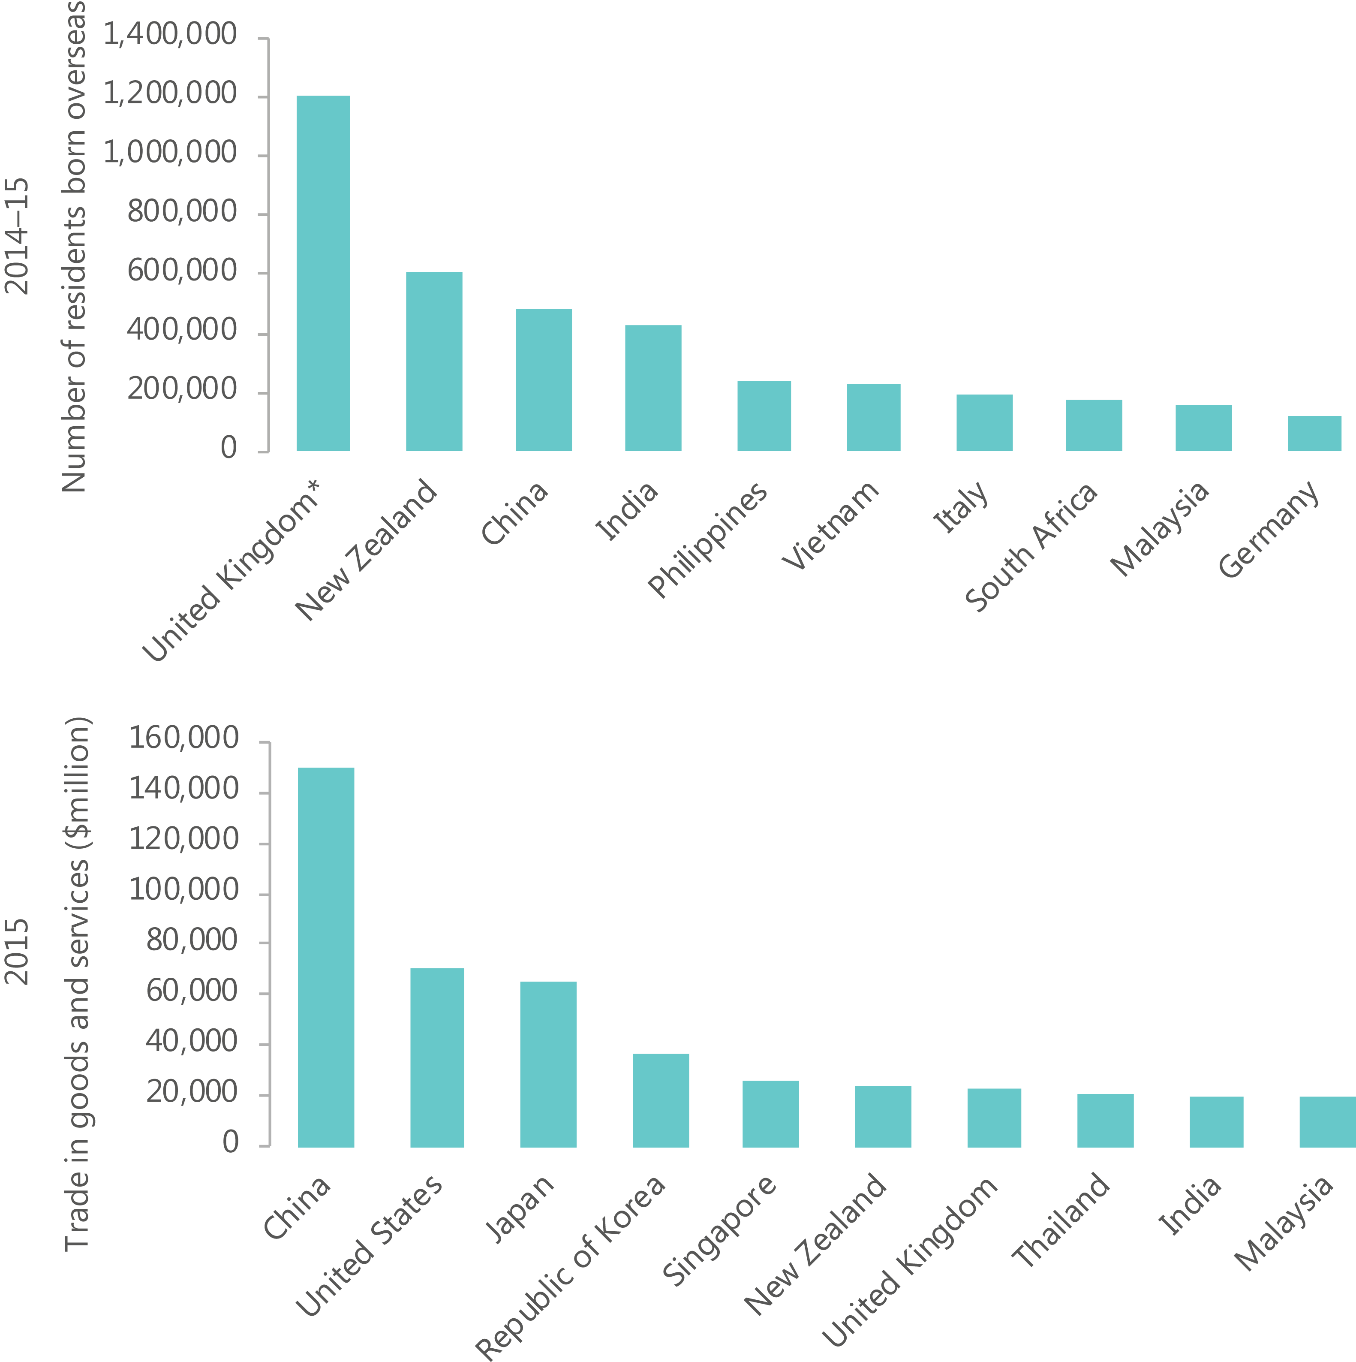 2014–15
Number of residents born overseas
1,400,000
1,200,000
1,000,000
800,000
600,000
400,000
200,000
0
United Kingdom*
New Zealand
China
India
Philippines
Vietnam
Italy
South Africa
Malaysia
Germany
2015
Trade in goods and services ($million)
160,000
140,000
120,000
100,000
80,000
60,000
40,000
20,000
0
China
United States
Japan
Republic of Korea
Singapore
New Zealand
United Kingdom
Thailand
India
Malaysia